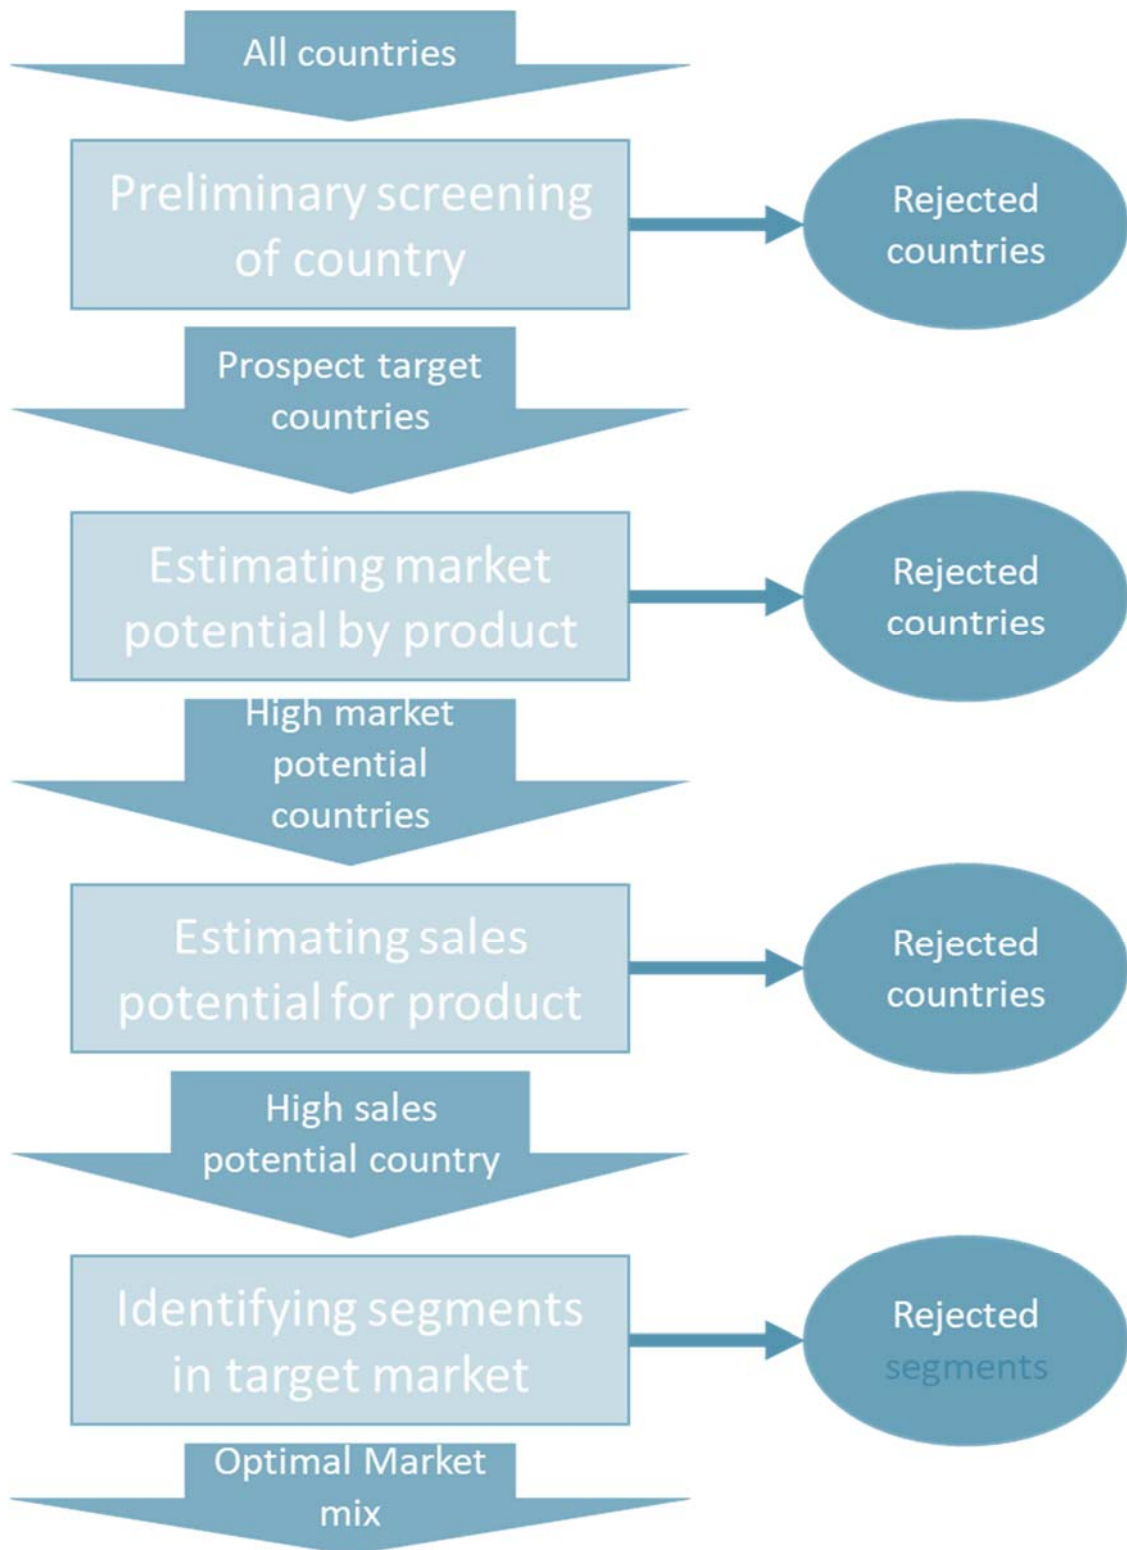 All countries
Preliminary screening
of country
Rejected
countries
Prospect target
countries
Estimating market
potential by product
Rejected
countries
High market
potential
countries
Estimating sales
potential for product
Rejected
countries
High sales
potential country
Identifying segments
in target market
Rejected
segments
Optimal Market
mix